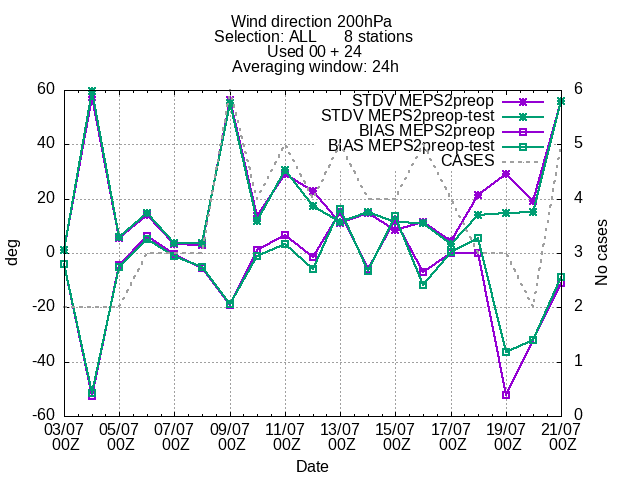 Wind direction 200hPa
Selection: ALL 8 stations
Used 00 + 24
Averaging window: 24h
STDV MEPS2preop
STDV MEPS2preop-test
BIAS MEPS2preop
BIAS MEPS2preop-test
CASES
60
40
20
0
-20
-40
-60
deg
6
5
4
3
2
1
0
No cases
03/07 05/07 07/07 09/07 11/07 13/07 15/07 17/07 19/07 21/07
00Z 00Z 00Z 00Z 00Z 00Z 00Z 00Z 00Z 00Z
Date